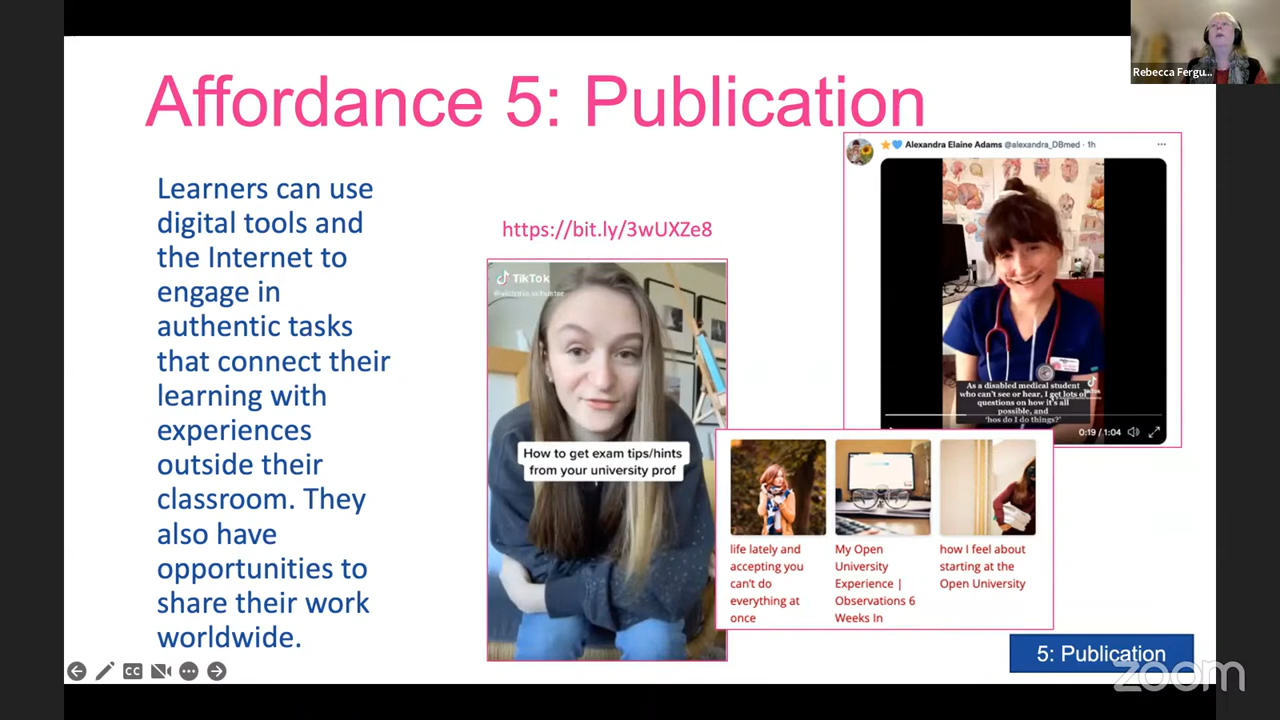 Rebecca Fergu...
Affordance 5: Publication
Learners can use
digital tools and
the Internet to
engage in
authentic tasks
that connect their
learning with
experiences
outside their
classroom. They
also have
opportunities to
share their work
worldwide.
https://bit.ly/3wUXZe8
TikTok
How to get exam tips/hints
from your university prof
Alexandra Elaine Adams @alexandra_DBmed · 1h
As a disabled medical student
who can't see or hear, I get lots of
questions on how it's all
possible, and
'hos do I do things?'
0:19 / 1:04
life lately and
accepting you
can't do
everything at
once
My Open
University
Experience |
Observations 6
Weeks In
how I feel about
starting at the
Open University
5: Publication
CC
zoom